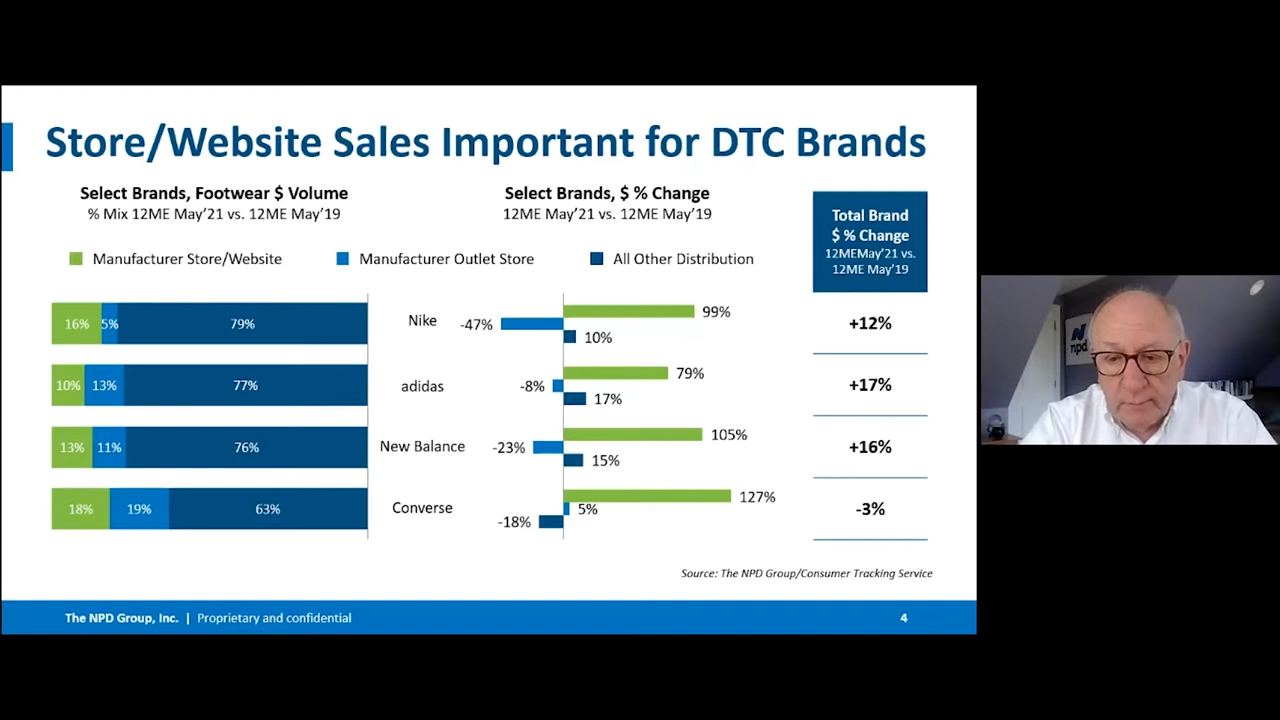 Store/Website Sales Important for DTC Brands
Select Brands, Footwear $ Volume
% Mix 12ME May'21 vs. 12ME May'19
Select Brands, $ % Change
12ME May'21 vs. 12ME May'19
Total Brand
$ % Change
12MEMay'21 vs.
12ME May'19
Manufacturer Store/Website
Manufacturer Outlet Store
All Other Distribution
16% 5% 79%
Nike
99%
-47%
10%
+12%
10% 13% 77%
adidas
79%
-8%
17%
+17%
13% 11% 76%
New Balance
105%
-23%
15%
+16%
18% 19% 63%
Converse
127%
5%
-18%
-3%
Source: The NPD Group/Consumer Tracking Service
The NPD Group, Inc. | Proprietary and confidential
4
npd